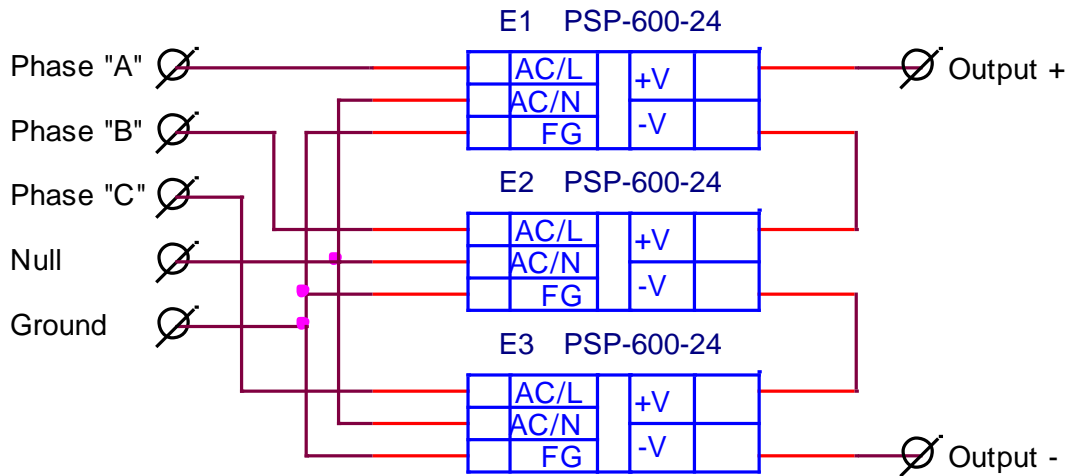 E1 PSP-600-24
Phase "A"
AC/L
+V
Output +
AC/N
Phase "B"
FG
-V
E2 PSP-600-24
Phase "C"
AC/L
+V
Null
AC/N
FG
-V
Ground
E3 PSP-600-24
AC/L
+V
AC/N
FG
-V
Output -